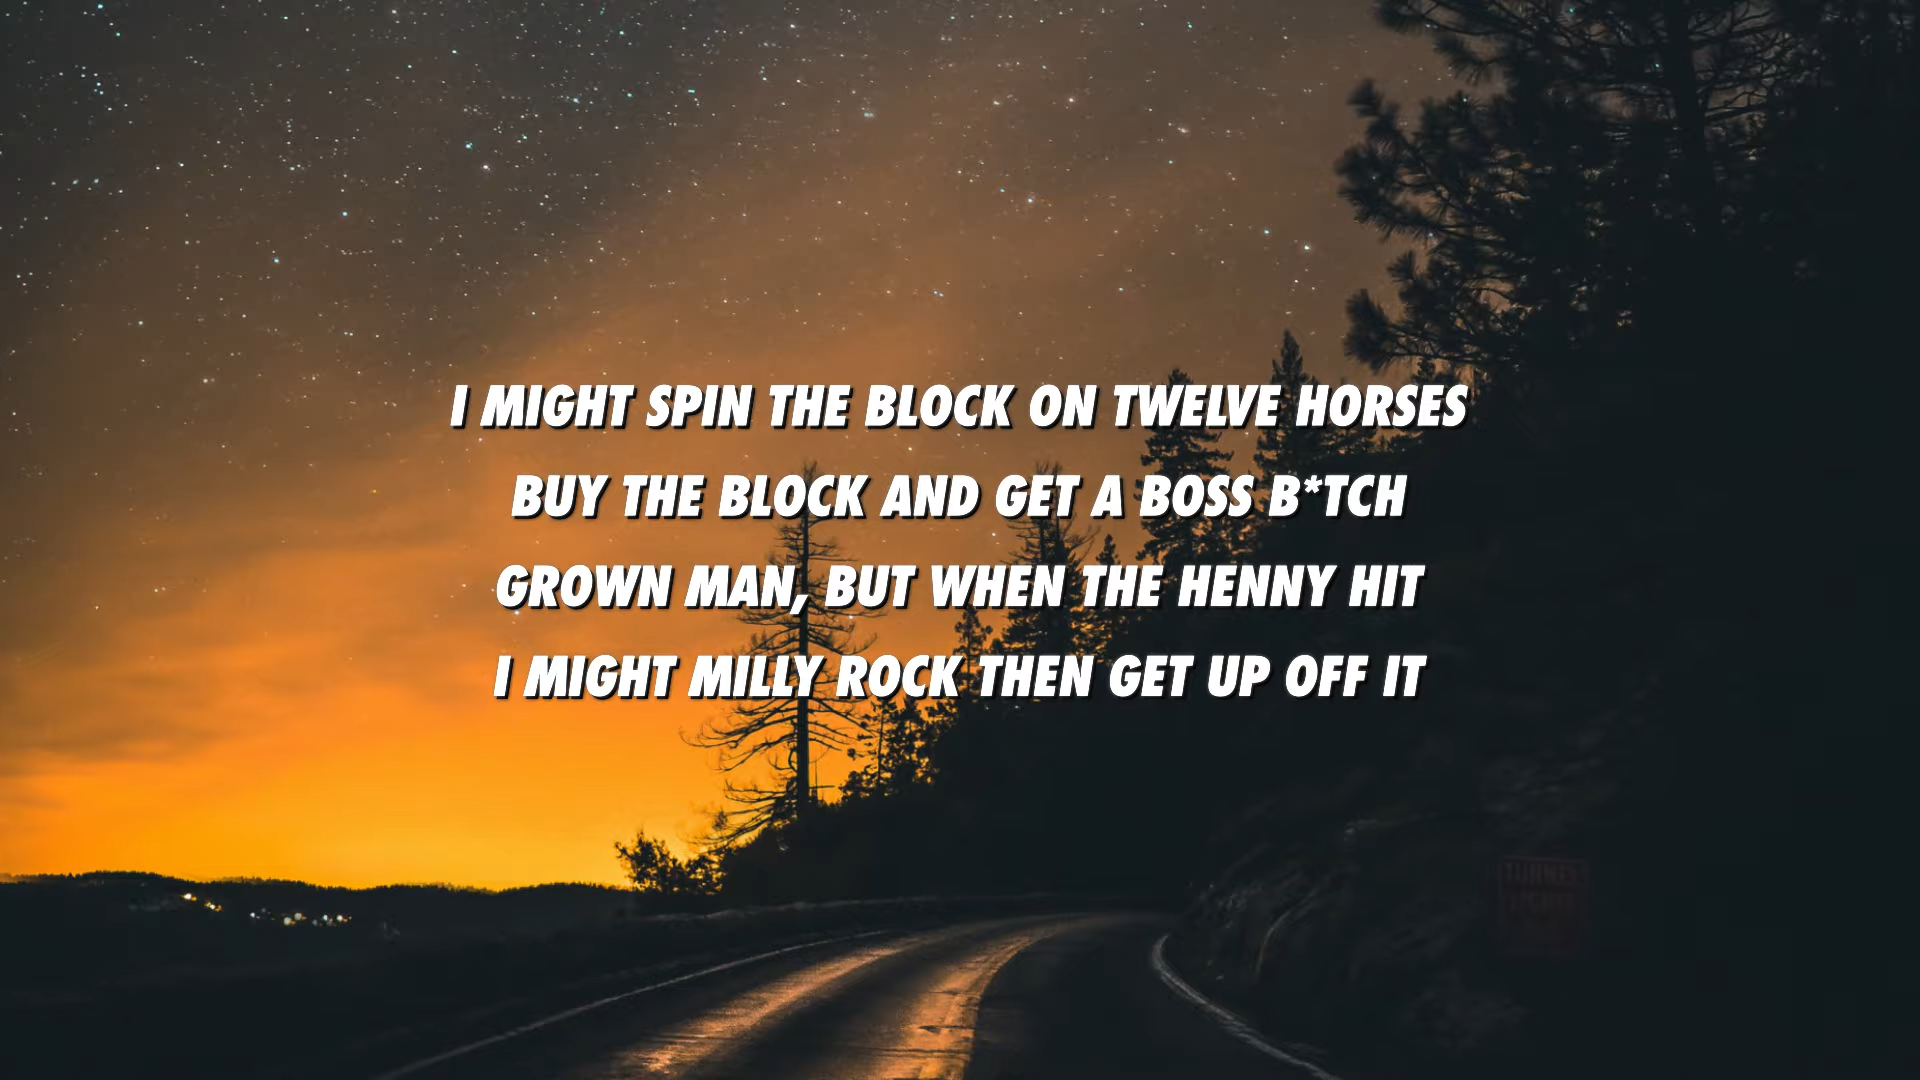 I MIGHT SPIN THE BLOCK ON TWELVE HORSES
BUY THE BLOCK AND GET A BOSS B*TCH
GROWN MAN, BUT WHEN THE HENNY HIT
I MIGHT MILLY ROCK THEN GET UP OFF IT